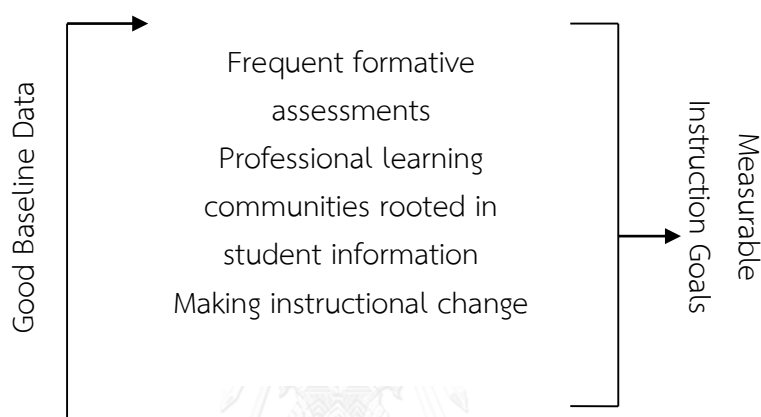 Good Baseline Data
Frequent formative
assessments
Professional learning
communities rooted in
student information
Making instructional change
Measurable
Instruction Goals